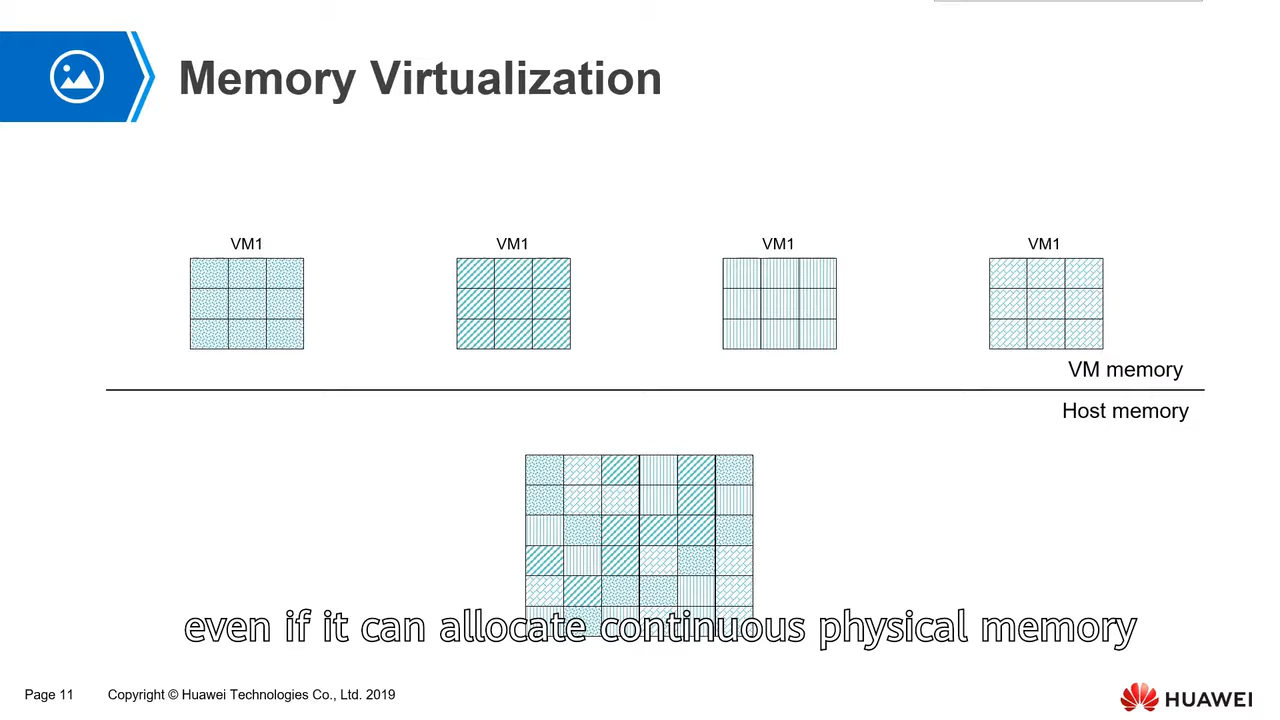 Memory Virtualization
VM1
VM1
VM1
VM1
VM memory
Host memory
even if it can allocate continuous physical memory
Page 11
Copyright © Huawei Technologies Co., Ltd. 2019
HUAWEI